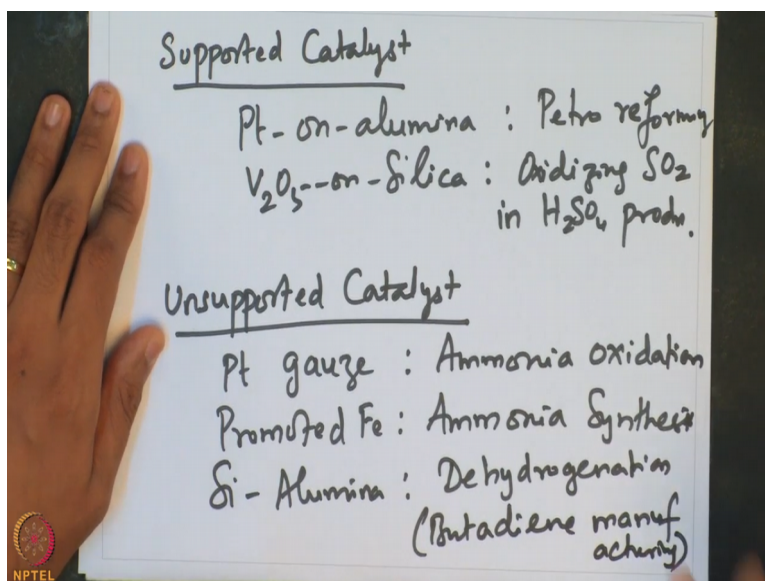 Supported Catalyst
Pt-on-alumina : Petro reforming
V2O5--on-Silica : Oxidizing SO2
in H2SO4 prodn.
Unsupported Catalyst
Pt gauze : Ammonia oxidation
Promoted Fe : Ammonia Synthesis
Si-Alumina : Dehydrogenation
(Butadiene manuf
acturing)
NPTEL